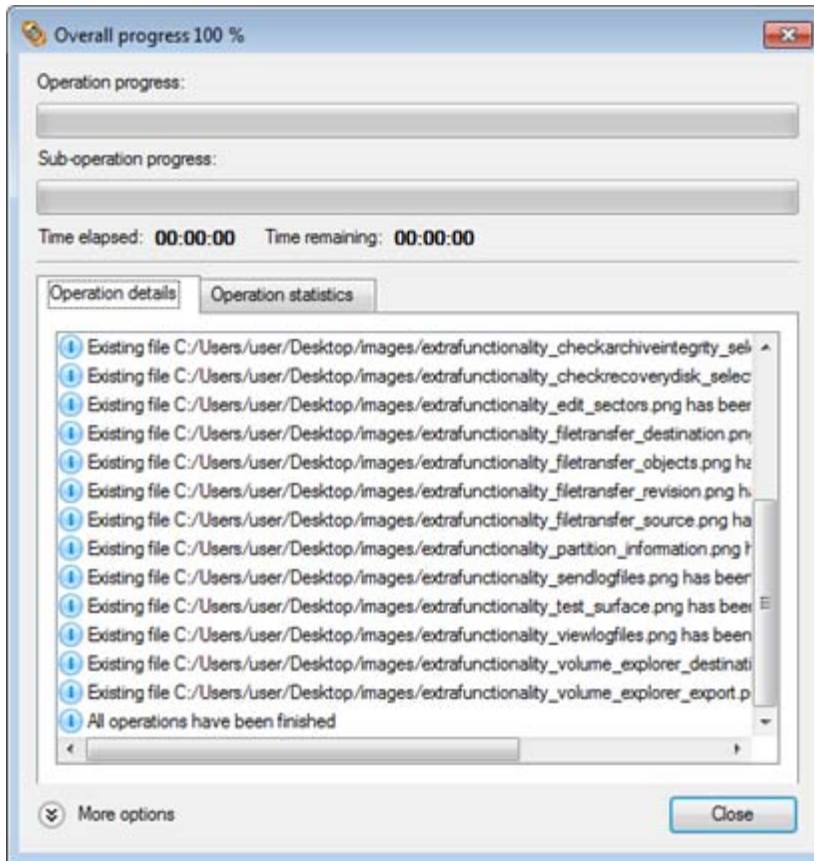 Overall progress 100 %
Operation progress:
Sub-operation progress:
Time elapsed: 00:00:00 Time remaining: 00:00:00
Operation details Operation statistics
Existing file C:/Users/user/Desktop/images/extrafunctionality_checkarchiveintegrity_sel
Existing file C:/Users/user/Desktop/images/extrafunctionality_checkrecoverydisk_selec
Existing file C:/Users/user/Desktop/images/extrafunctionality_edit_sectors.png has been
Existing file C:/Users/user/Desktop/images/extrafunctionality_filetransfer_destination.png
Existing file C:/Users/user/Desktop/images/extrafunctionality_filetransfer_objects.png ha
Existing file C:/Users/user/Desktop/images/extrafunctionality_filetransfer_revision.png h
Existing file C:/Users/user/Desktop/images/extrafunctionality_filetransfer_source.png ha
Existing file C:/Users/user/Desktop/images/extrafunctionality_partition_information.png h
Existing file C:/Users/user/Desktop/images/extrafunctionality_sendlogfiles.png has been
Existing file C:/Users/user/Desktop/images/extrafunctionality_test_surface.png has been
Existing file C:/Users/user/Desktop/images/extrafunctionality_viewlogfiles.png has been
Existing file C:/Users/user/Desktop/images/extrafunctionality_volume_explorer_destinati
Existing file C:/Users/user/Desktop/images/extrafunctionality_volume_explorer_export.p
All operations have been finished
More options Close